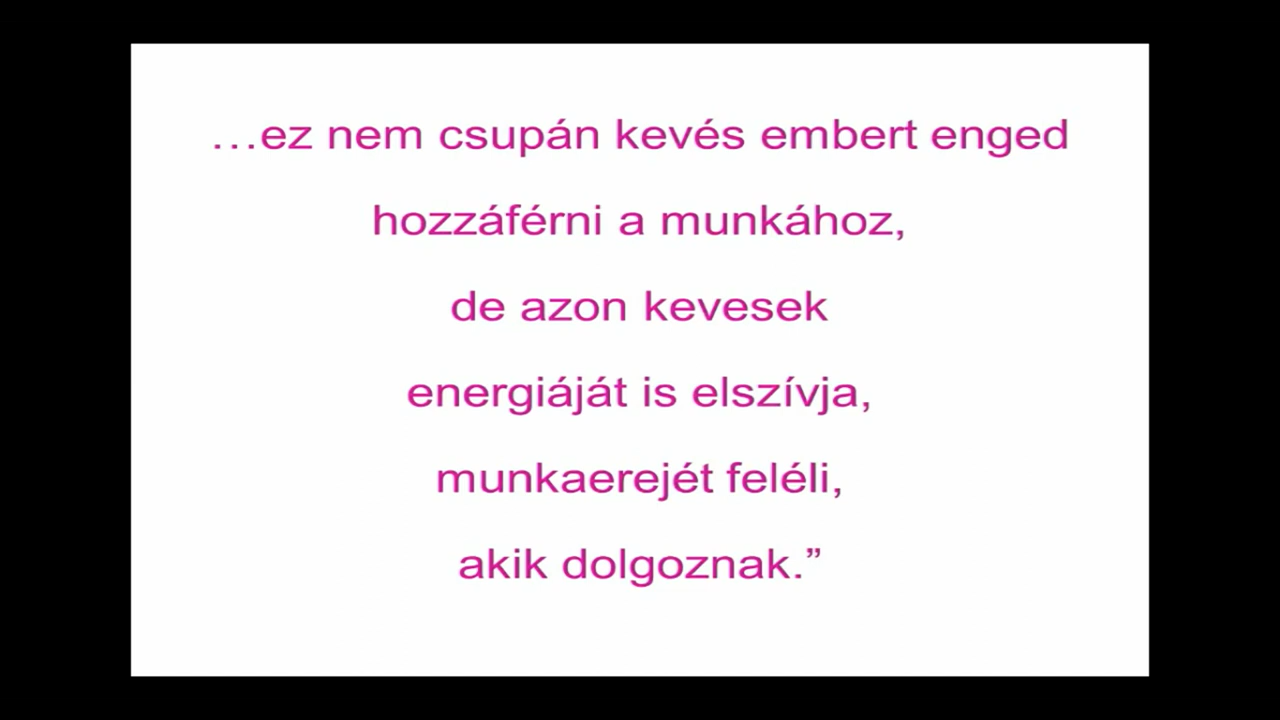 …ez nem csupán kevés embert enged
hozzáférni a munkához,
de azon kevesek
energiáját is elszívja,
munkaerejét feléli,
akik dolgoznak.”